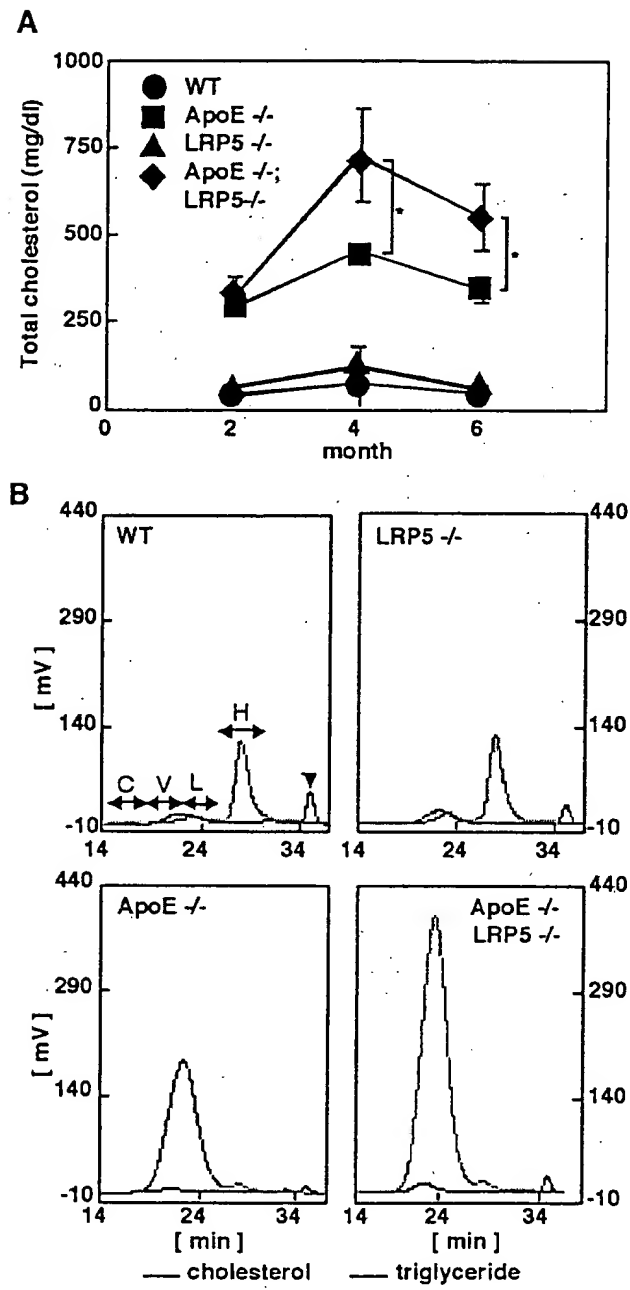 A
Total cholesterol (mg/dl)
1000
750
500
250
0
WT
ApoE -/-
LRP5 -/-
ApoE -/-;
LRP5-/-
*
*
0 2 4 6
month
B
[ mV ]
440
290
140
-10
WT
C V L H
14 24 34
LRP5 -/-
440
290
140
-10
14 24 34
[ mV ]
440
290
140
-10
ApoE -/-
14 24 34
[ min ]
ApoE -/-
LRP5 -/-
440
290
140
-10
14 24 34
[ min ]
cholesterol triglyceride